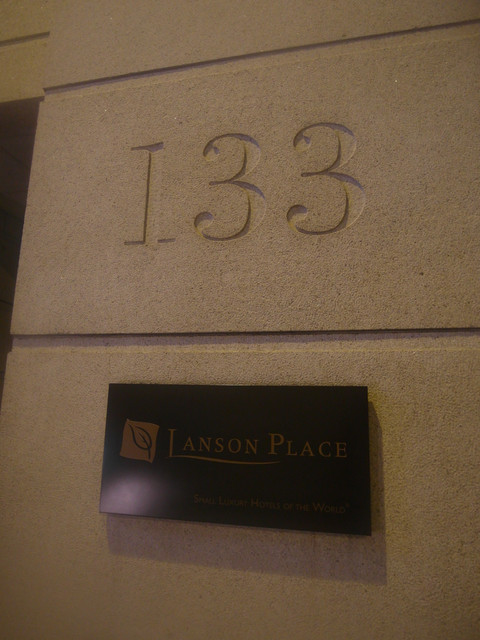 133
LANSON PLACE
SMALL LUXURY HOTELS OF THE WORLD